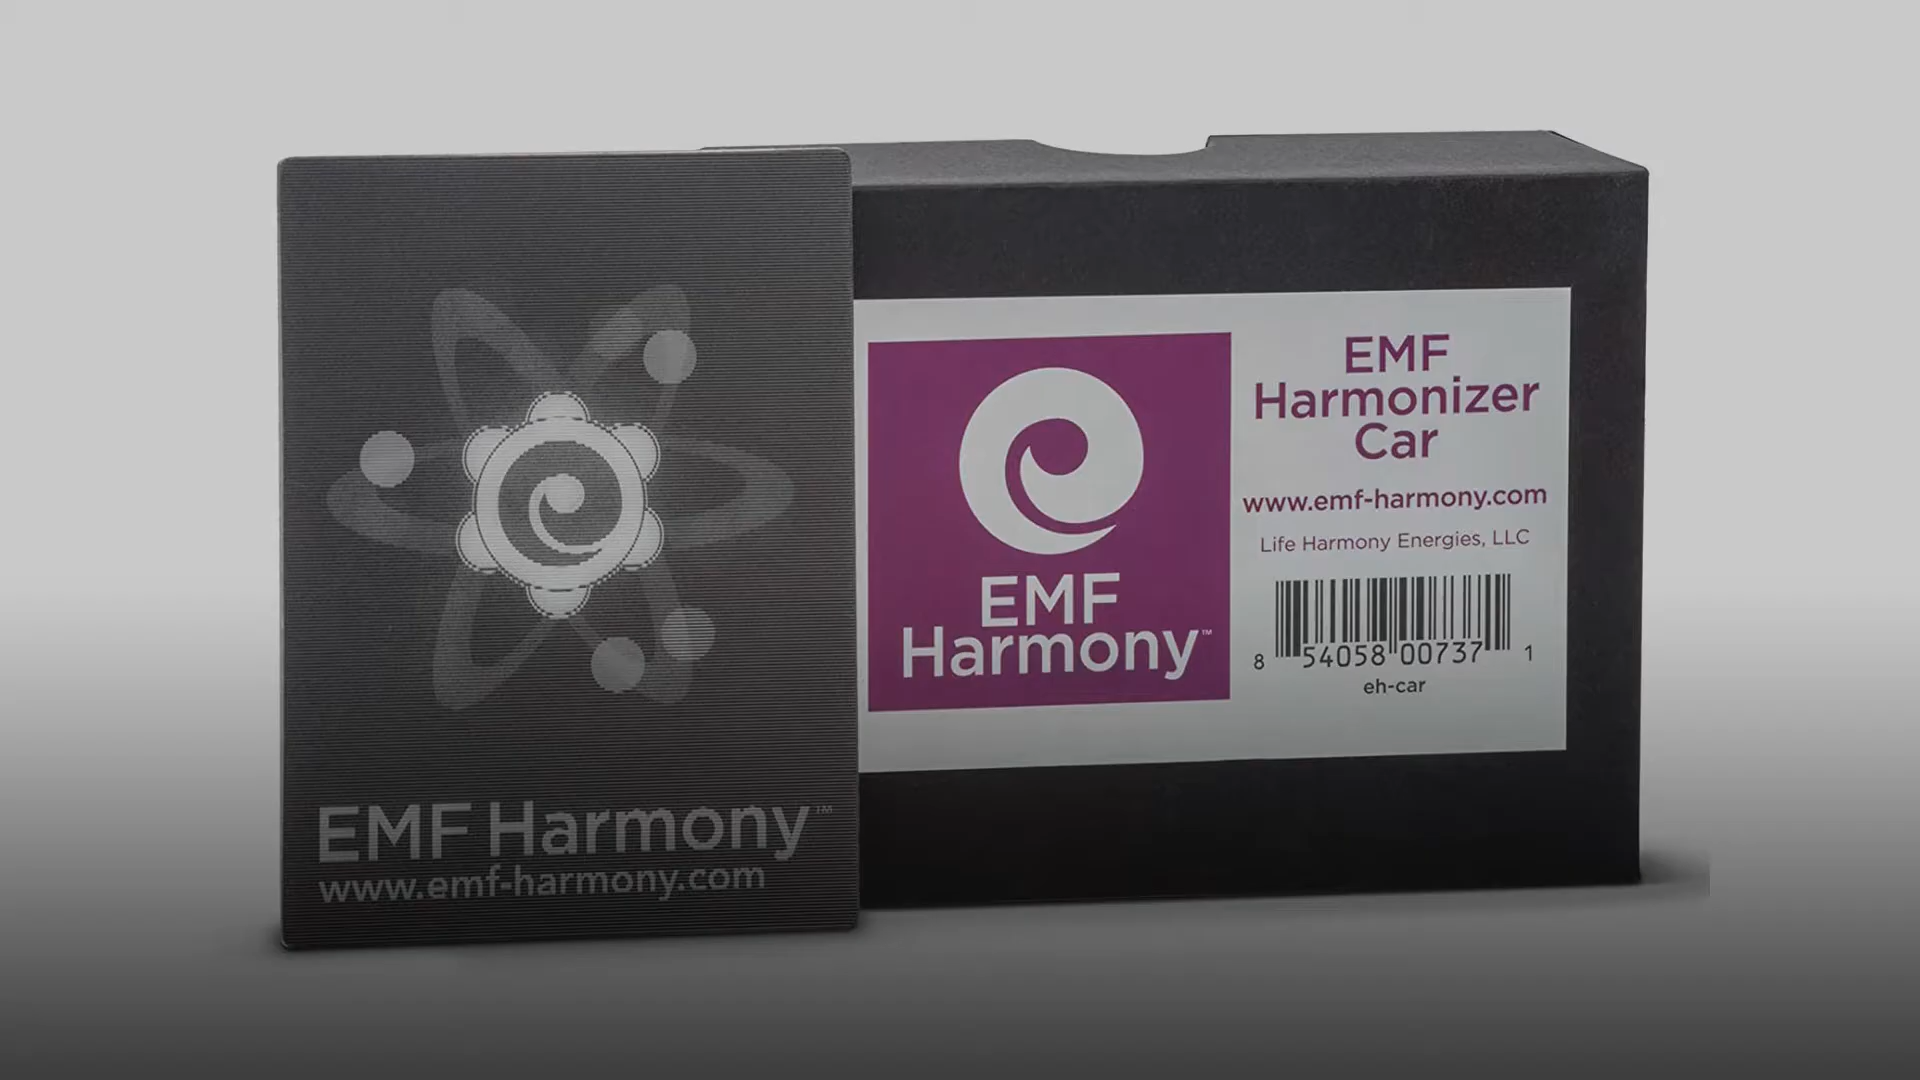 EMF Harmony™
www.emf-harmony.com
EMF
Harmony™
EMF
Harmonizer
Car
www.emf-harmony.com
Life Harmony Energies, LLC
8 54058 00737 1
eh-car